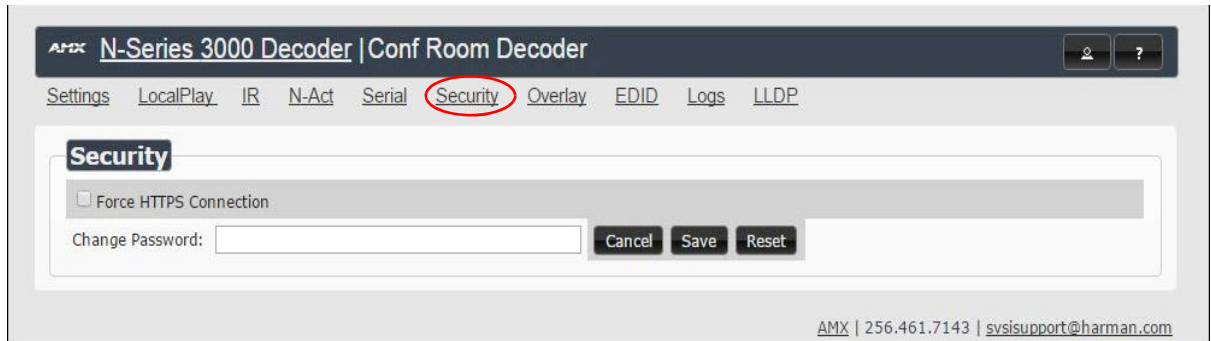 AMX N-Series 3000 Decoder | Conf Room Decoder ?
Settings LocalPlay IR N-Act Serial Security Overlay EDID Logs LLDP
Security
Force HTTPS Connection
Change Password: Cancel Save Reset
AMX | 256.461.7143 | svsisupport@harman.com